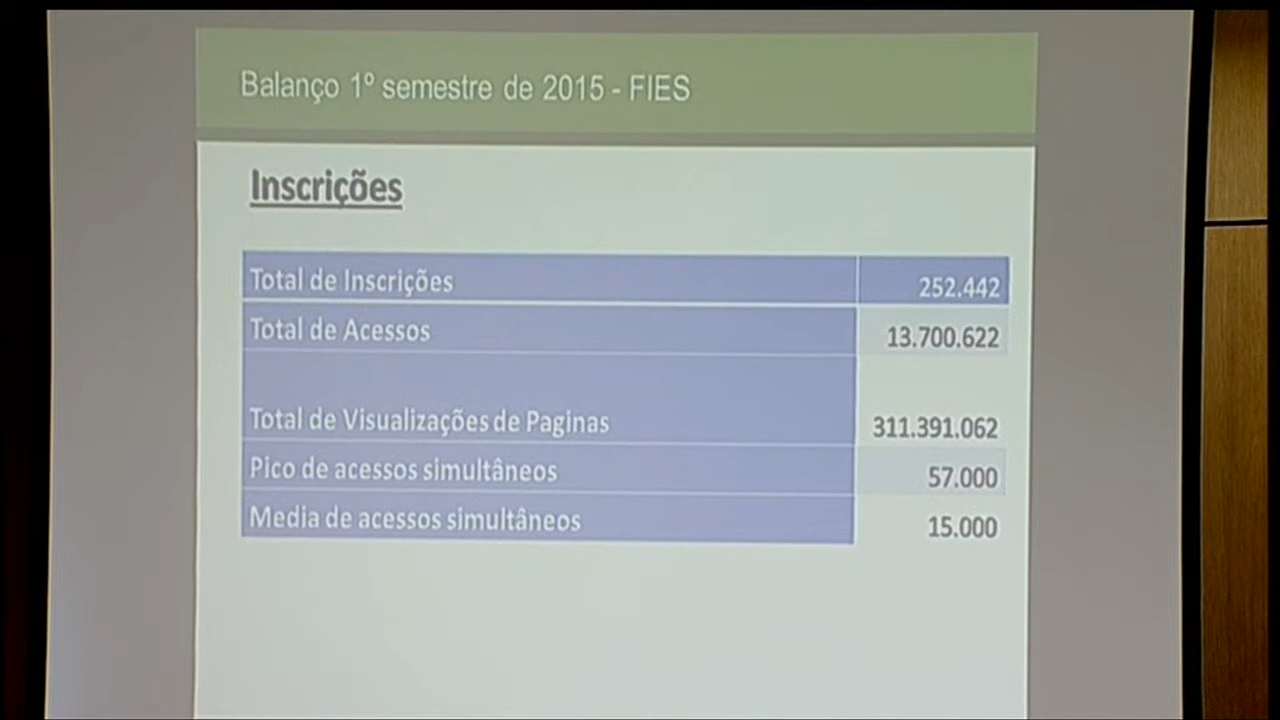 Balanço 1º semestre de 2015 - FIES
Inscrições
Total de Inscrições 252.442
Total de Acessos 13.700.622
Total de Visualizações de Paginas 311.391.062
Pico de acessos simultâneos 57.000
Media de acessos simultâneos 15.000